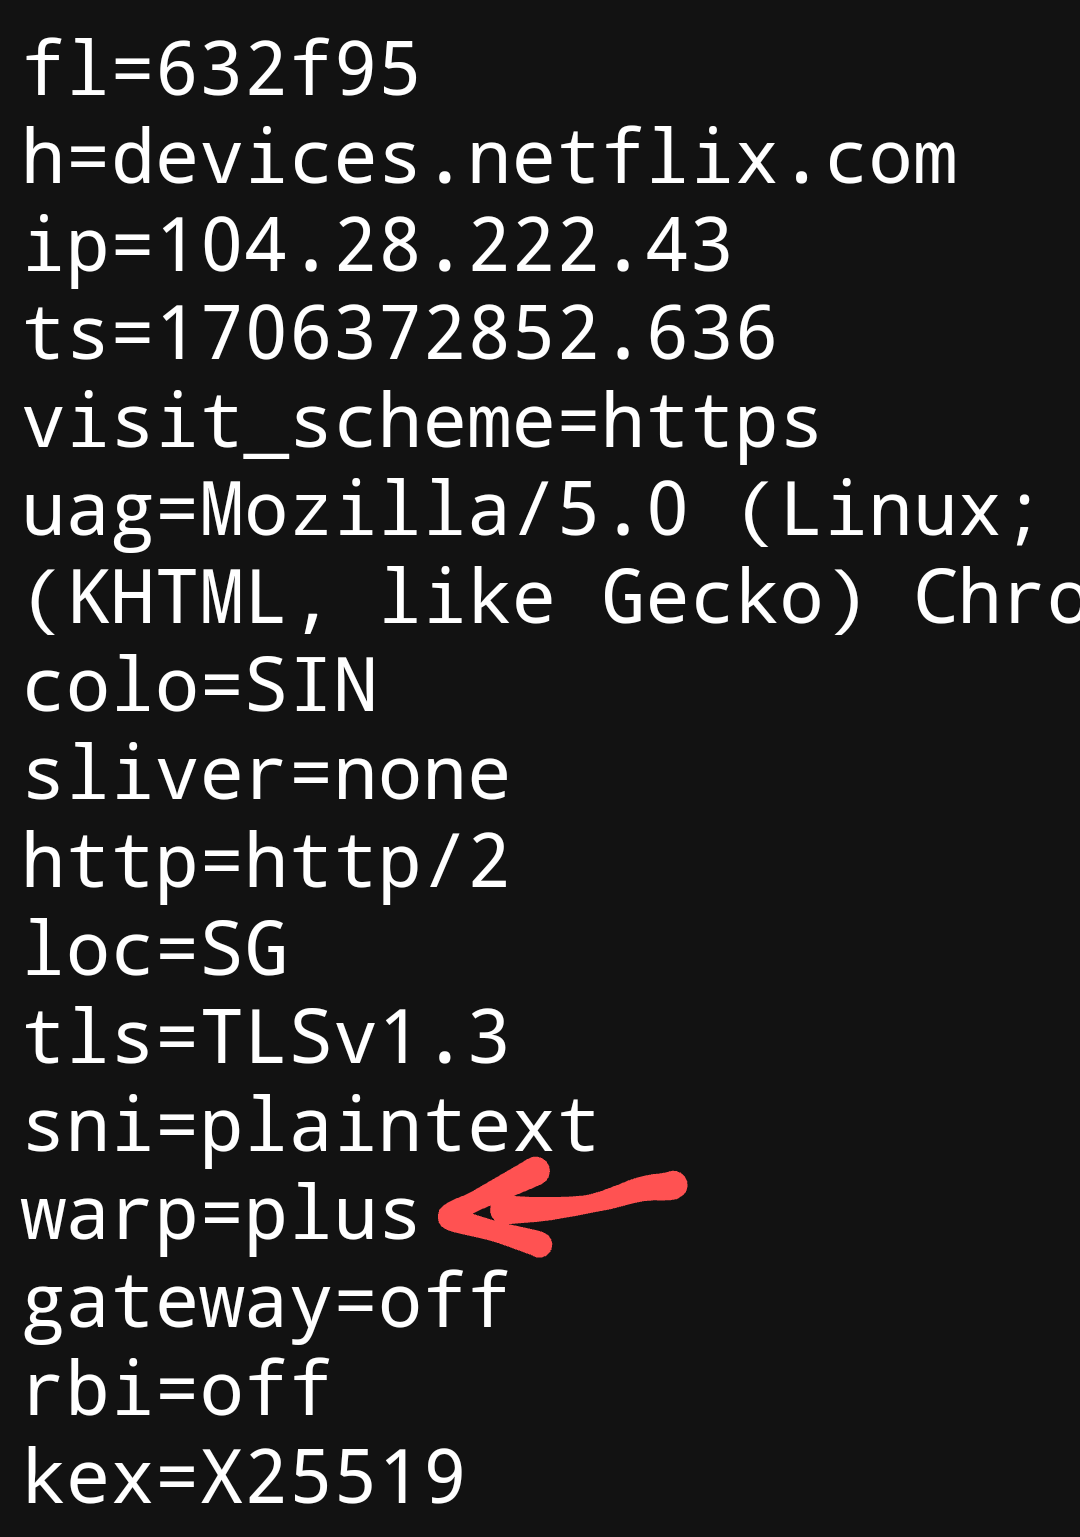 fl=632f95
h=devices.netflix.com
ip=104.28.222.43
ts=1706372852.636
visit_scheme=https
uag=Mozilla/5.0 (Linux;
(KHTML, like Gecko) Chro
colo=SIN
sliver=none
http=http/2
loc=SG
tls=TLSv1.3
sni=plaintext
warp=plus
gateway=off
rbi=off
kex=X25519